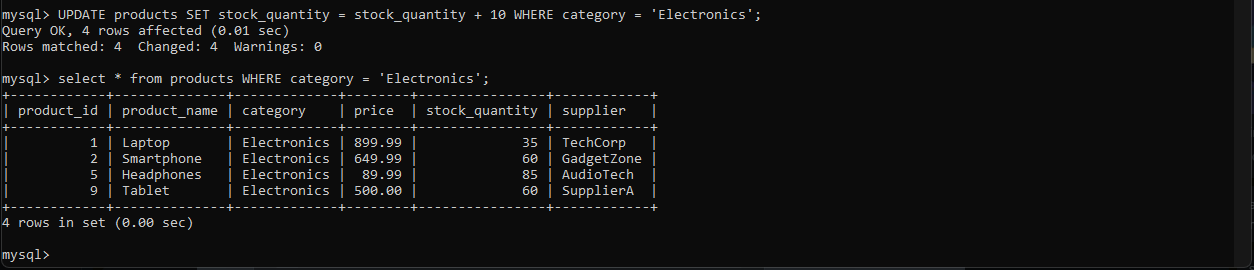 mysql> UPDATE products SET stock_quantity = stock_quantity + 10 WHERE category = 'Electronics';
Query OK, 4 rows affected (0.01 sec)
Rows matched: 4  Changed: 4  Warnings: 0
mysql> select * from products WHERE category = 'Electronics';
+------------+--------------+-------------+--------+----------------+------------+
| product_id | product_name | category    | price  | stock_quantity | supplier   |
+------------+--------------+-------------+--------+----------------+------------+
|          1 | Laptop       | Electronics | 899.99 |             35 | TechCorp   |
|          2 | Smartphone   | Electronics | 649.99 |             60 | GadgetZone |
|          5 | Headphones   | Electronics |  89.99 |             85 | AudioTech  |
|          9 | Tablet       | Electronics | 500.00 |             60 | SupplierA  |
+------------+--------------+-------------+--------+----------------+------------+
4 rows in set (0.00 sec)
mysql>